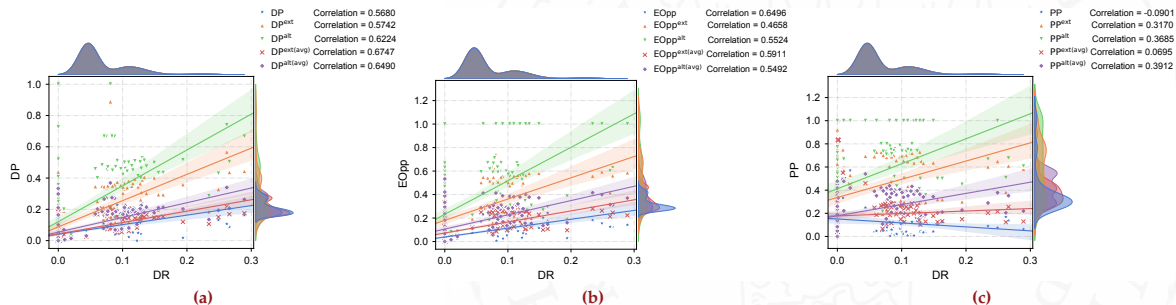 DP Correlation = 0.5680
DP^ext Correlation = 0.5742
DP^alt Correlation = 0.6224
DP^ext(avg) Correlation = 0.6747
DP^alt(avg) Correlation = 0.6490
1.0
0.8
0.6
0.4
0.2
0.0
DP
0.0 0.1 0.2 0.3
DR
(a)
EOpp Correlation = 0.6496
EOpp^ext Correlation = 0.4658
EOpp^alt Correlation = 0.5524
EOpp^ext(avg) Correlation = 0.5911
EOpp^alt(avg) Correlation = 0.5492
1.2
1.0
0.8
0.6
0.4
0.2
0.0
EOpp
0.0 0.1 0.2 0.3
DR
(b)
PP Correlation = -0.0901
PP^ext Correlation = 0.3170
PP^alt Correlation = 0.3685
PP^ext(avg) Correlation = 0.0695
PP^alt(avg) Correlation = 0.3912
1.2
1.0
0.8
0.6
0.4
0.2
0.0
PP
0.0 0.1 0.2 0.3
DR
(c)